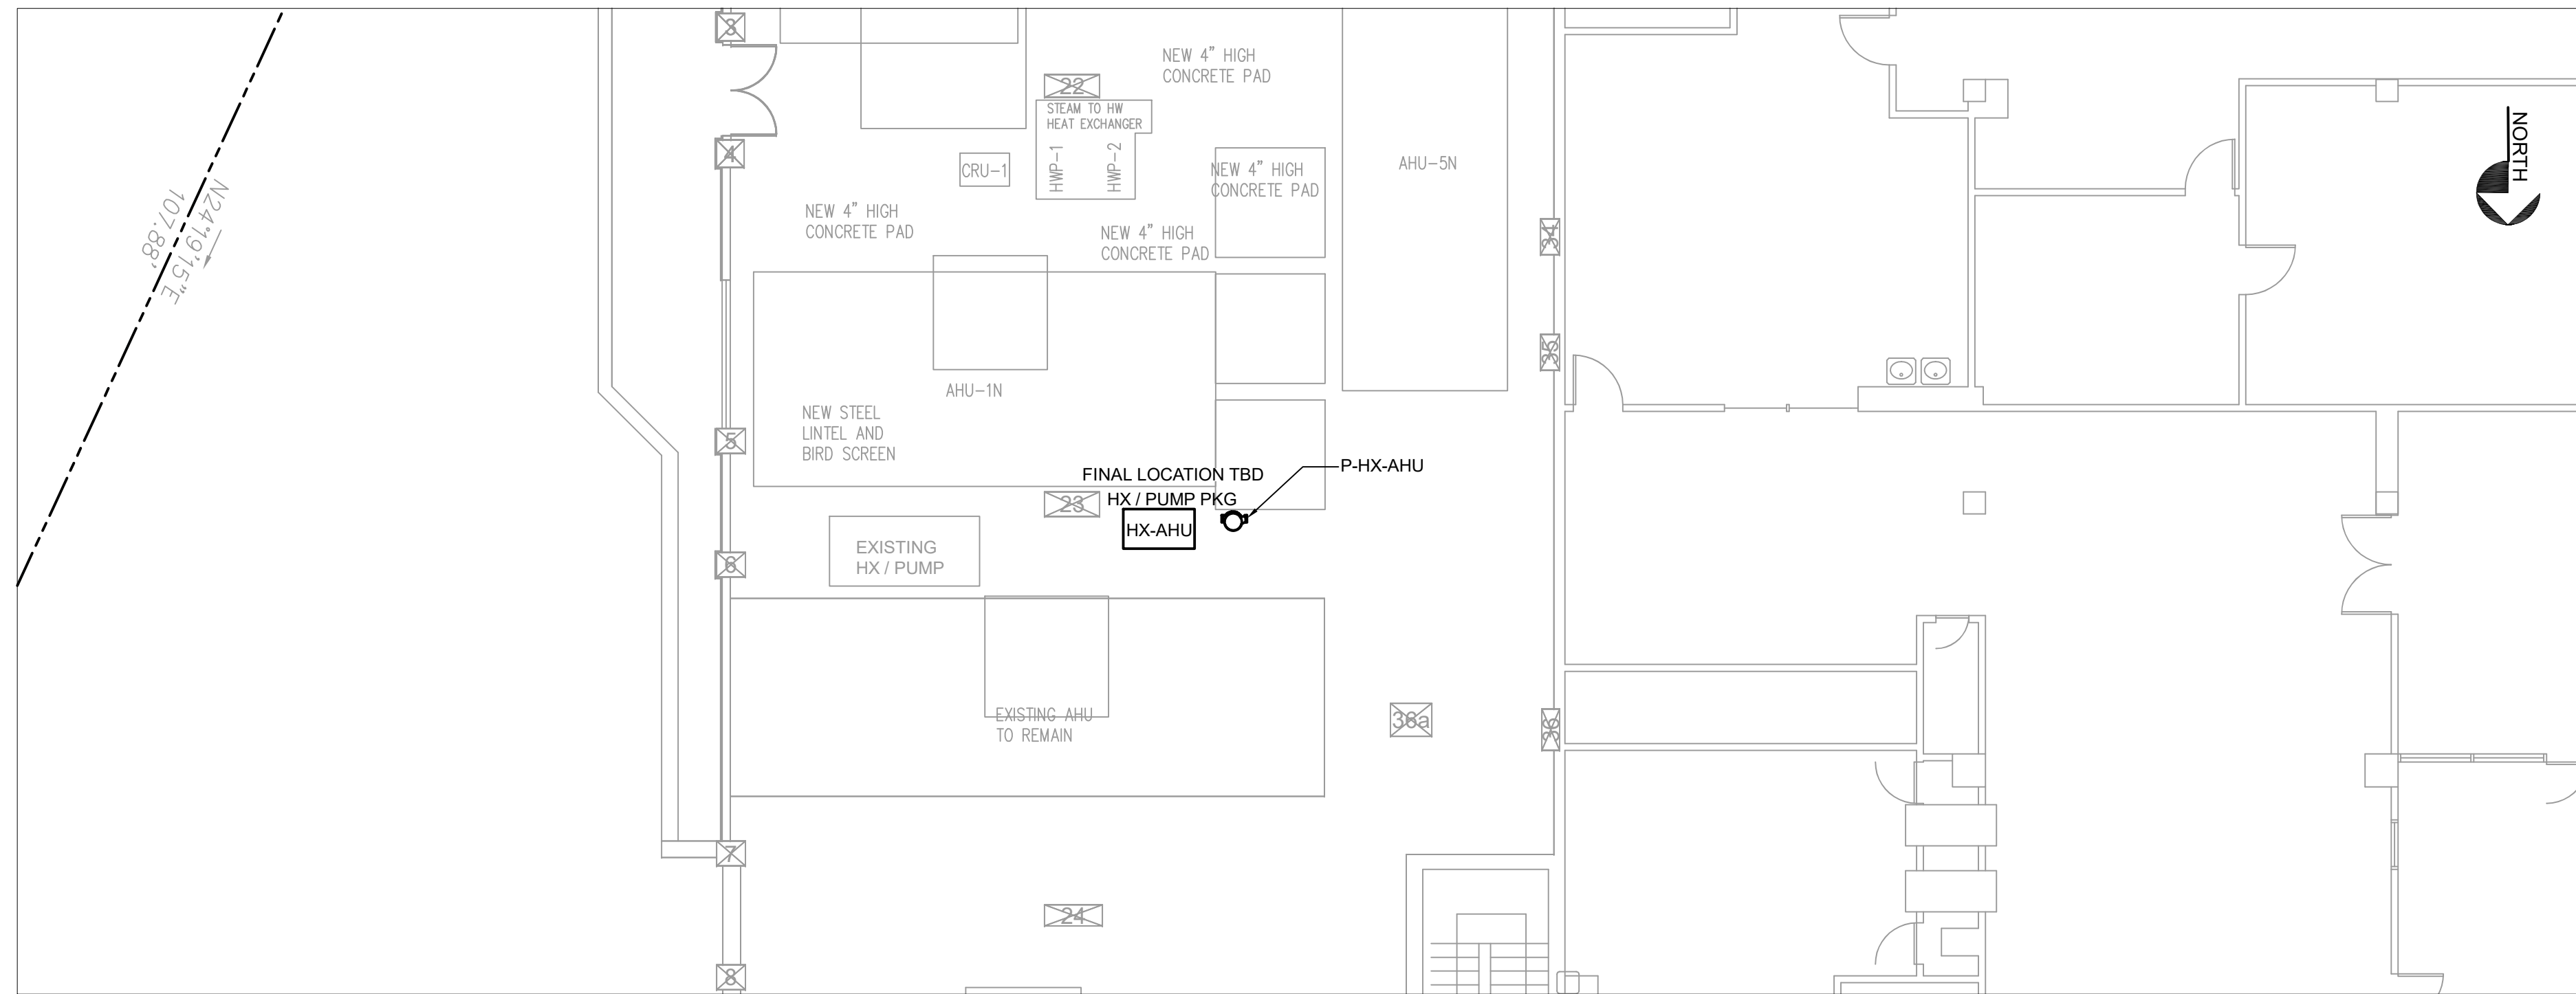 3
NEW 4” HIGH
CONCRETE PAD
22
STEAM TO HW
HEAT EXCHANGER
HWP-1
HWP-2
NORTH
4
CRU-1
NEW 4” HIGH
CONCRETE PAD
AHU-5N
N24°19'15"E
107.88'
NEW 4” HIGH
CONCRETE PAD
NEW 4” HIGH
CONCRETE PAD
34
35
AHU-1N
NEW STEEL
LINTEL AND
BIRD SCREEN
5
FINAL LOCATION TBD
P-HX-AHU
HX / PUMP PKG
23
HX-AHU
EXISTING
HX / PUMP
6
EXISTING AHU
TO REMAIN
36a
36
7
24
8